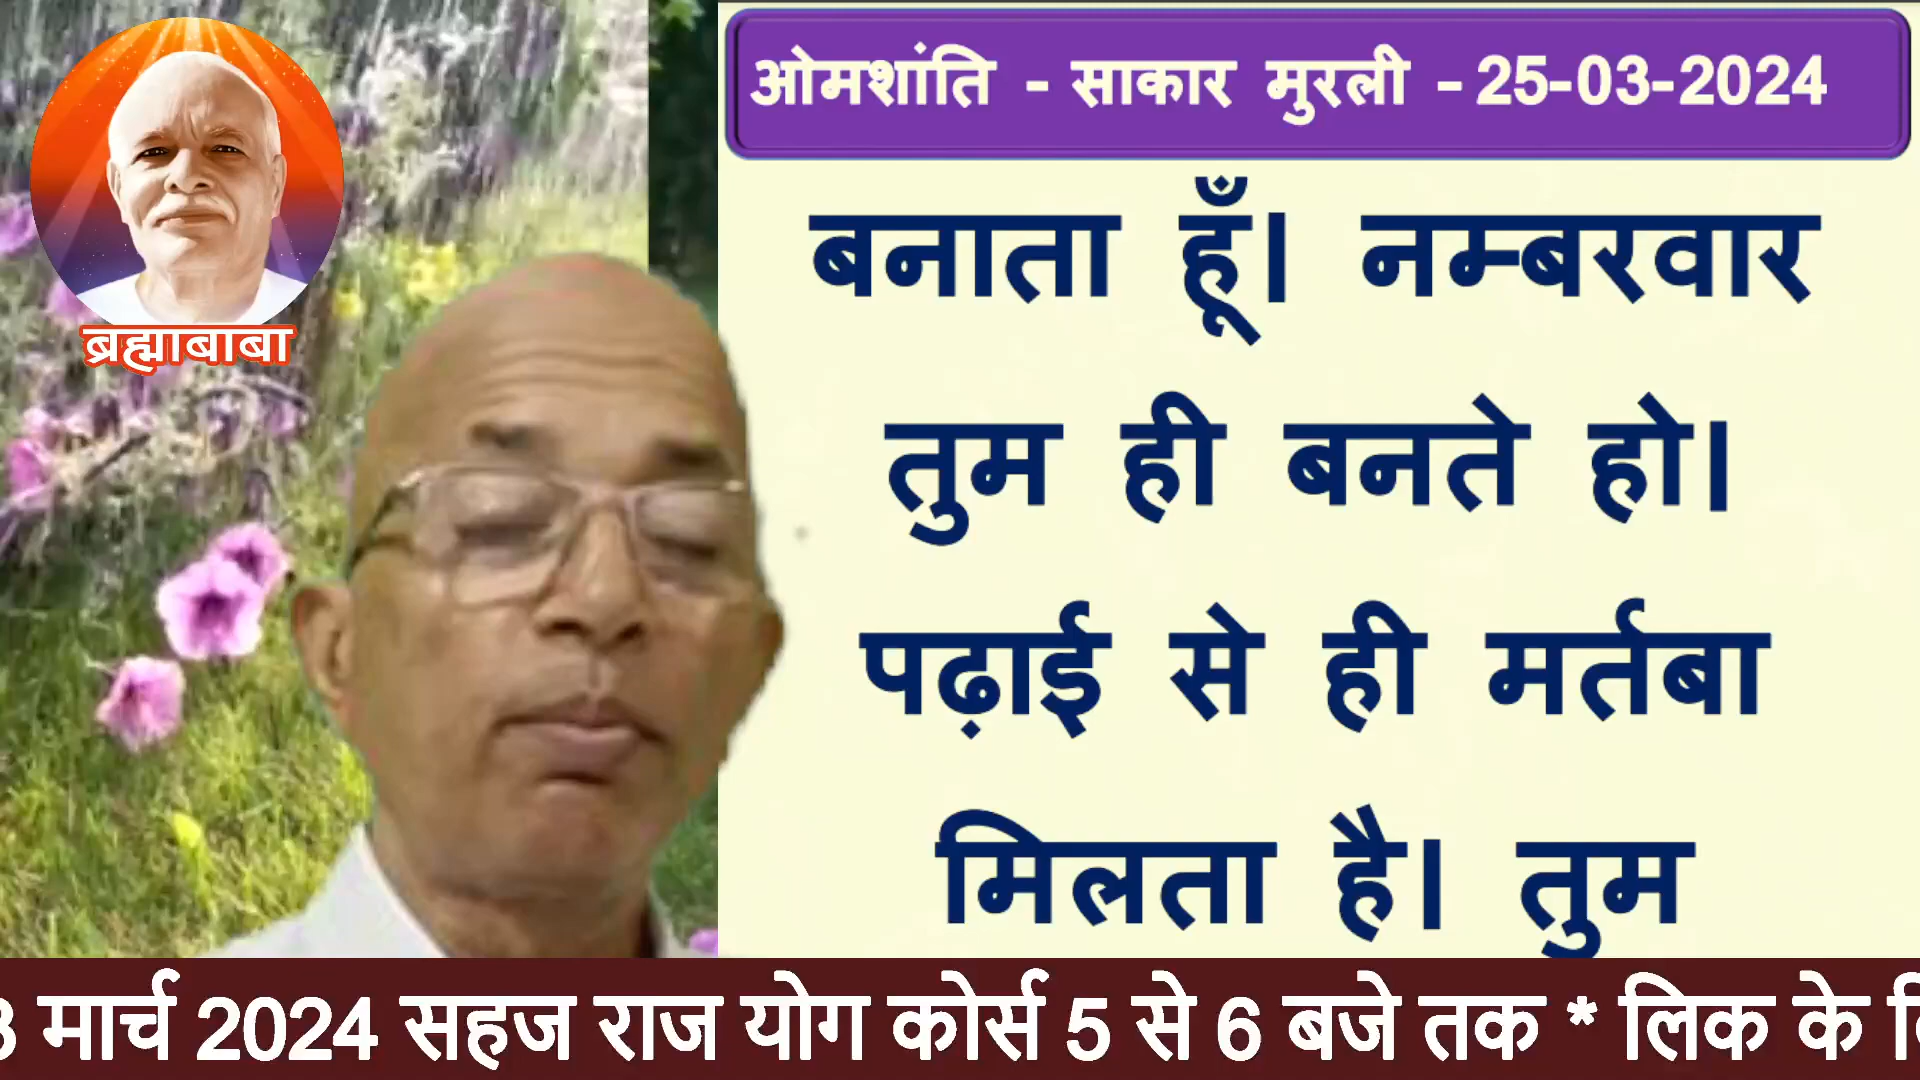 ओमशांति - साकार मुरली - 25-03-2024
ब्रह्माबाबा
बनाता हूँ। नम्बरवार
तुम ही बनते हो।
पढ़ाई से ही मर्तबा
मिलता है। तुम
मार्च 2024 सहज राज योग कोर्स 5 से 6 बजे तक * लिक के